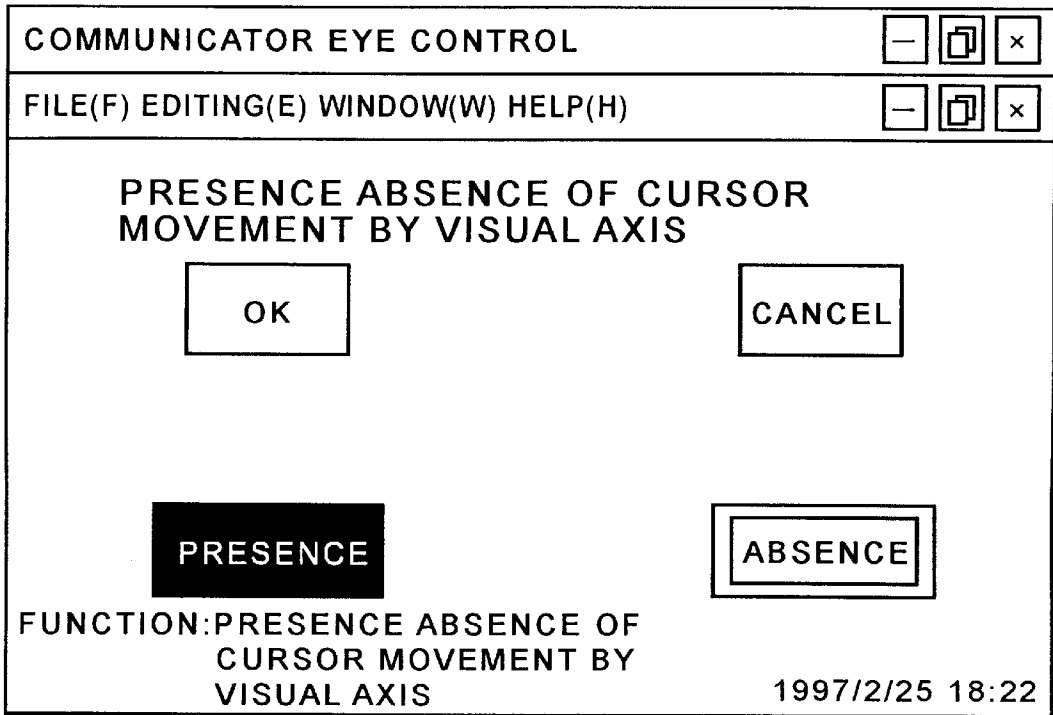 COMMUNICATOR EYE CONTROL
FILE(F) EDITING(E) WINDOW(W) HELP(H)
PRESENCE ABSENCE OF CURSOR
MOVEMENT BY VISUAL AXIS
OK
CANCEL
PRESENCE
ABSENCE
FUNCTION:PRESENCE ABSENCE OF
CURSOR MOVEMENT BY
VISUAL AXIS
1997/2/25 18:22